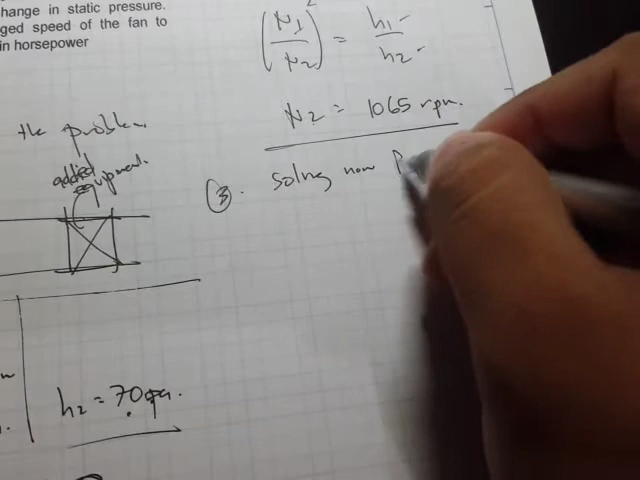 hange in static pressure.
ged speed of the fan to
in horsepower
(N1/N2)² = h1/h2
N2 = 1065 rpm.
the problem
added
equipment.
③. solving now P
h2 = 70 pa.